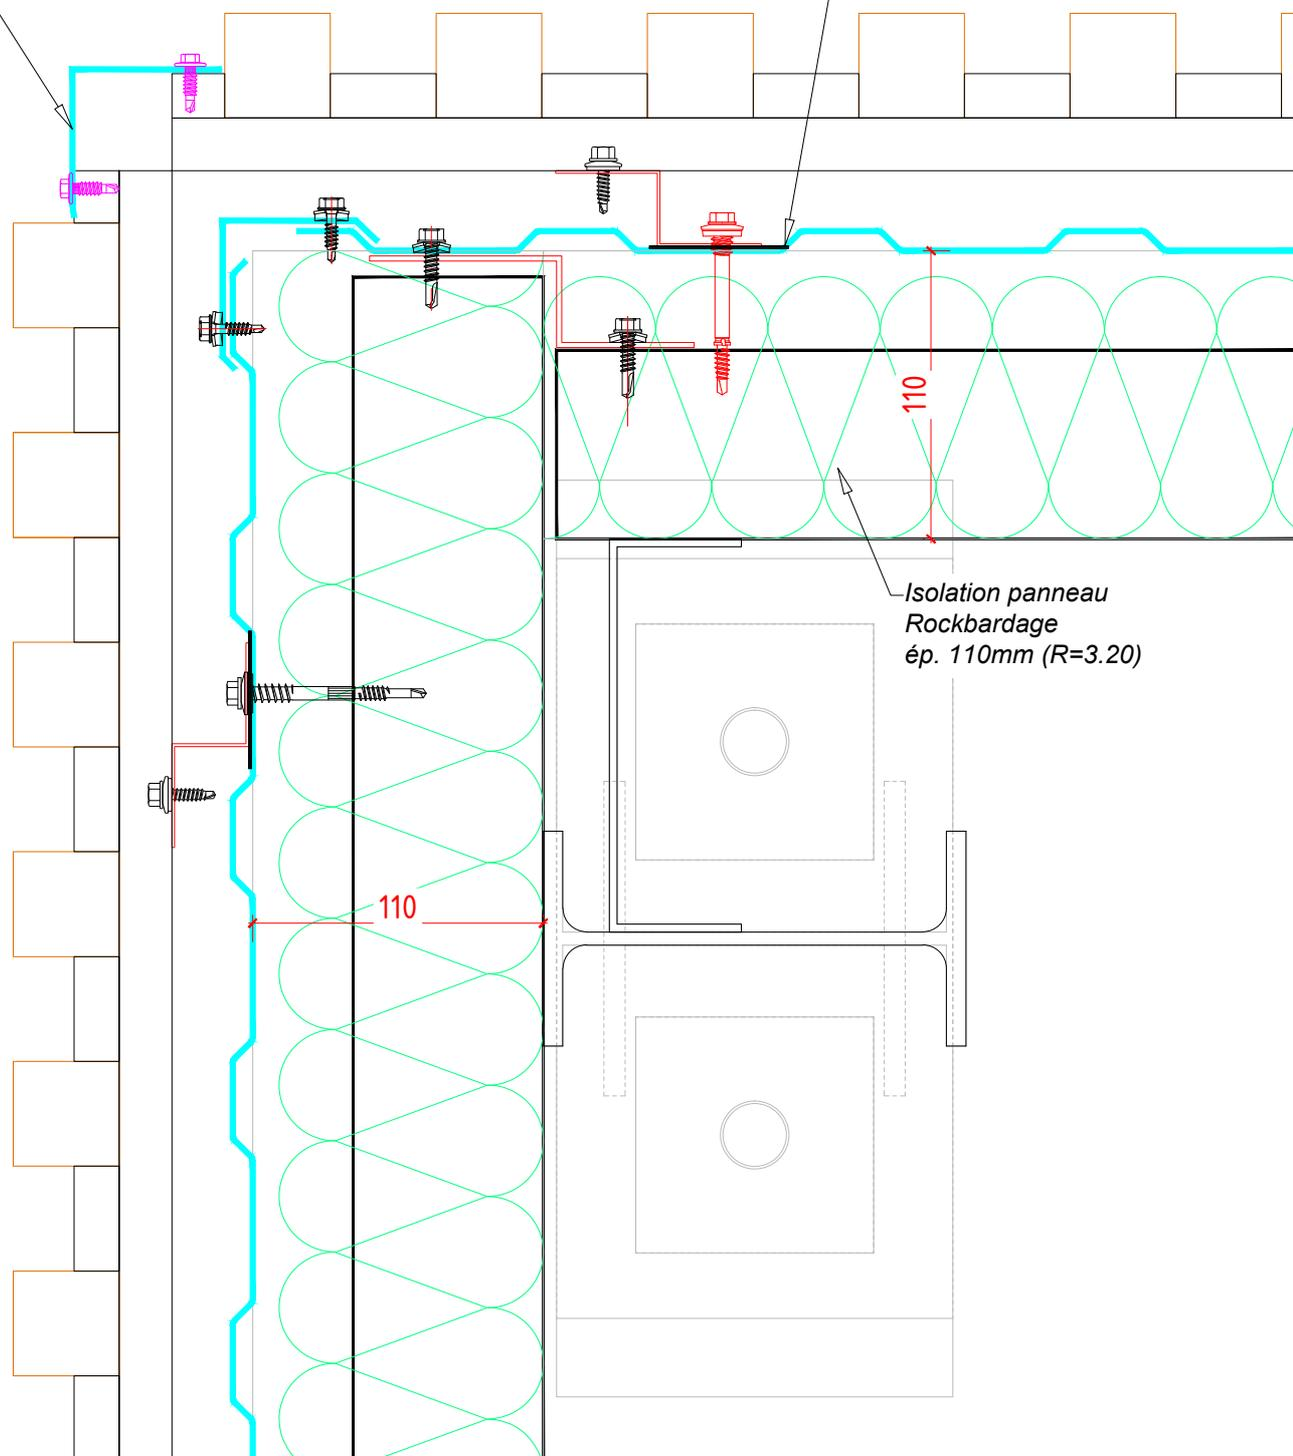 110
Isolation panneau
Rockbardage
ép. 110mm (R=3.20)
110